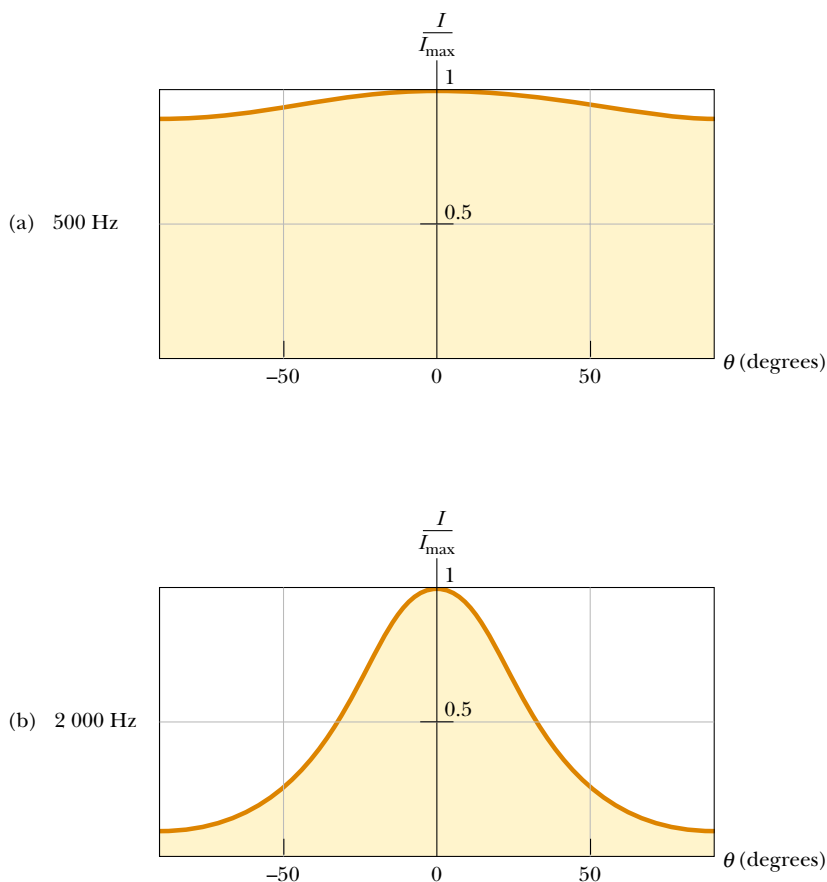 I
Imax
1
0.5
(a) 500 Hz
θ (degrees)
–50 0 50
I
Imax
1
0.5
(b) 2 000 Hz
θ (degrees)
–50 0 50